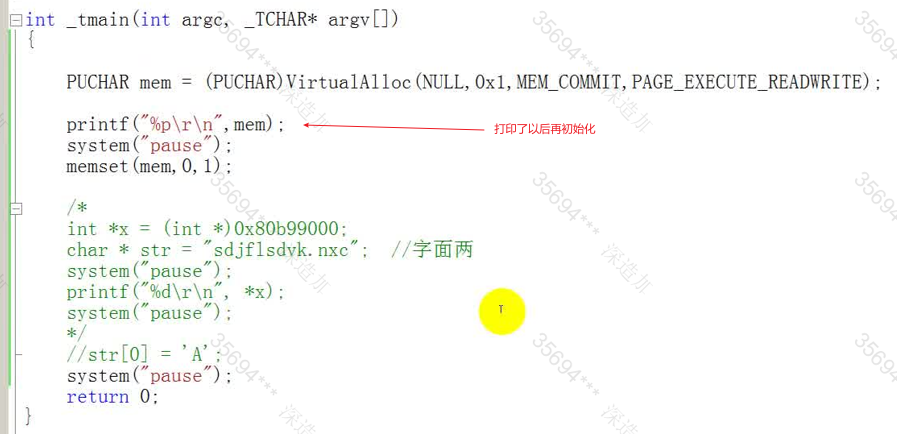 int _tmain(int argc, _TCHAR* argv[])
{
PUCHAR mem = (PUCHAR)VirtualAlloc(NULL,0x1,MEM_COMMIT,PAGE_EXECUTE_READWRITE);
printf("%p\r\n",mem);
打印了以后再初始化
system("pause");
memset(mem,0,1);
/*
int *x = (int *)0x80b99000;
char * str = "sdjflsdyk.nxc";  //字面两
system("pause");
printf("%d\r\n", *x);
system("pause");
*/
//str[0] = 'A';
system("pause");
return 0;
}
35694***
深造加
35694***
深造加
35694***
35694***
深造加
35694***
深造加
35694***
35694***
深造加
35694***
深造加
35694***